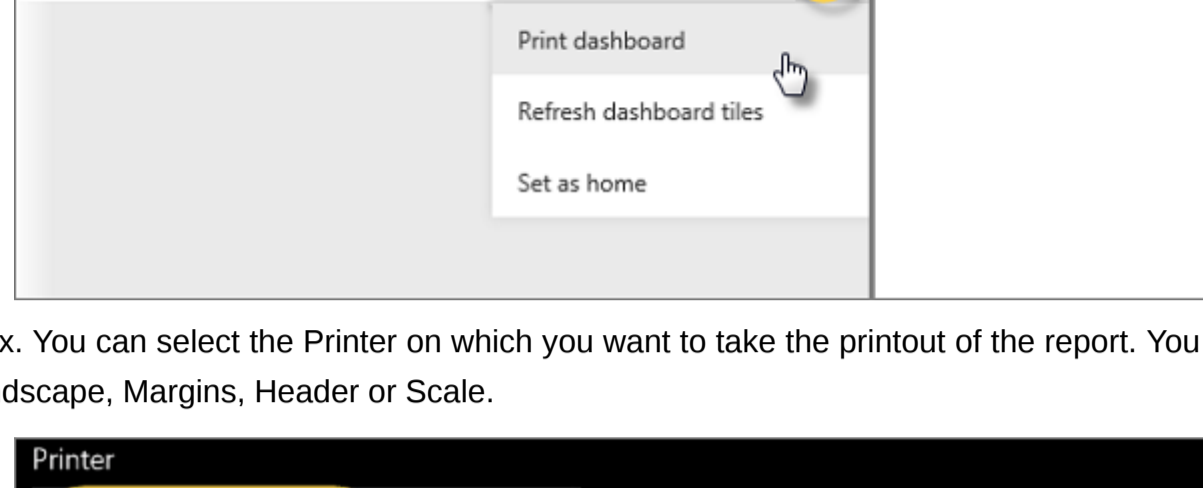 Print dashboard
Refresh dashboard tiles
Set as home
x. You can select the Printer on which you want to take the printout of the report. You
ndscape, Margins, Header or Scale.
Printer